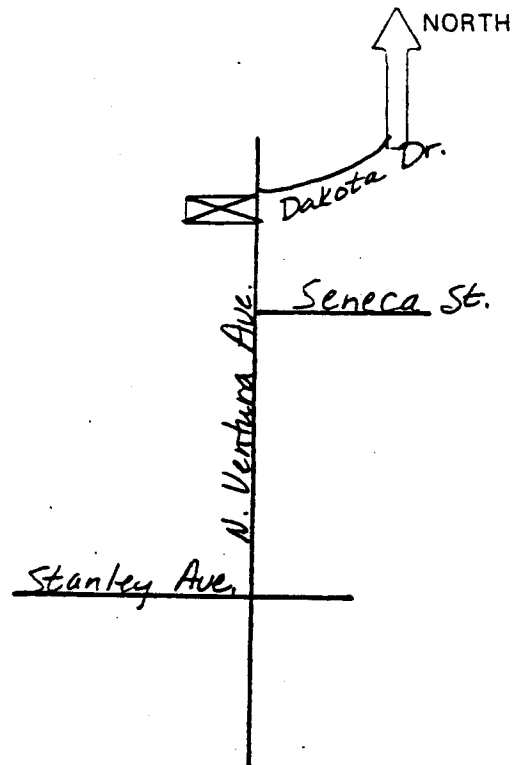 NORTH
Dakota Dr.
Seneca St.
N. Ventura Ave.
Stanley Ave.